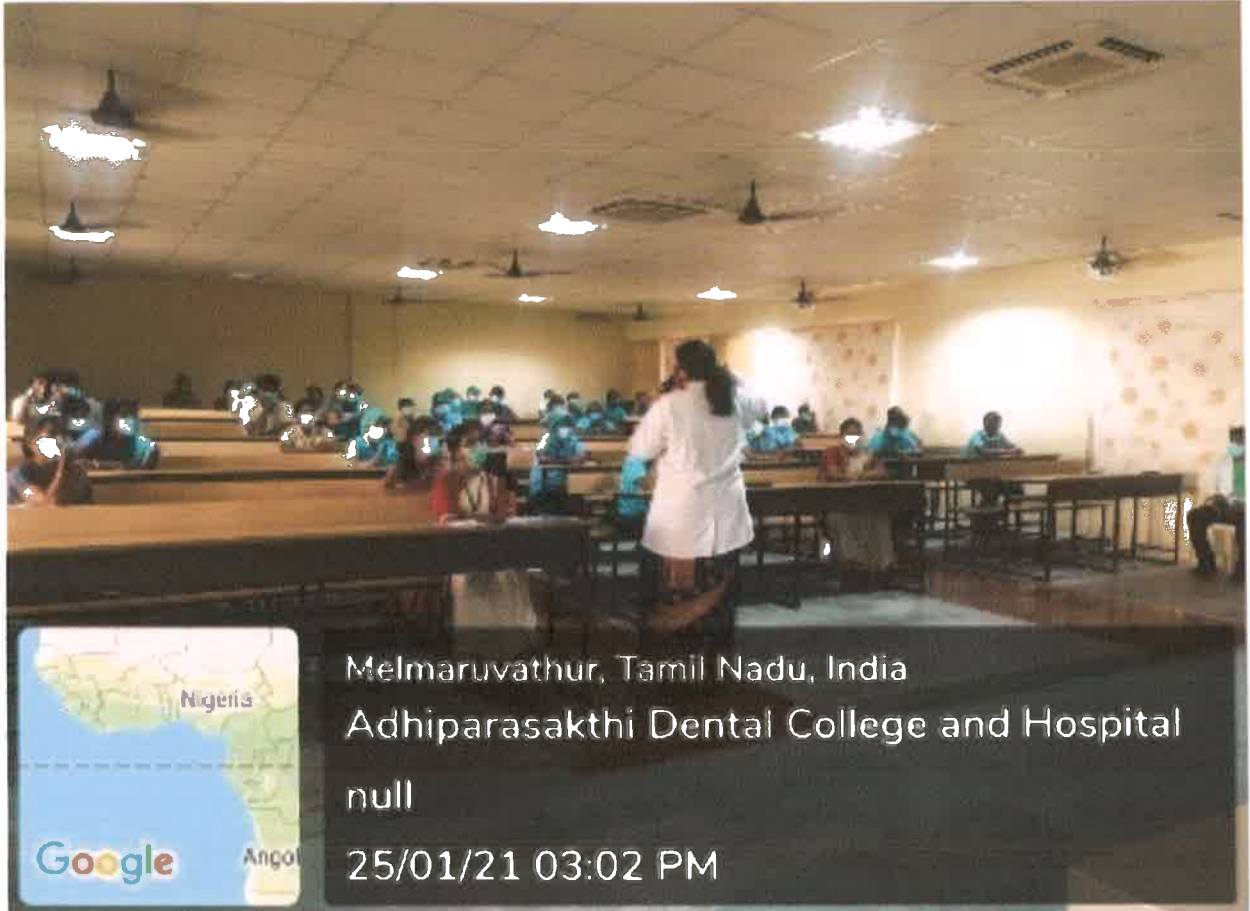 Melmaruvathur, Tamil Nadu, India
Adhiparasakthi Dental College and Hospital
null
25/01/21 03:02 PM
Nigeria
Google
Angol